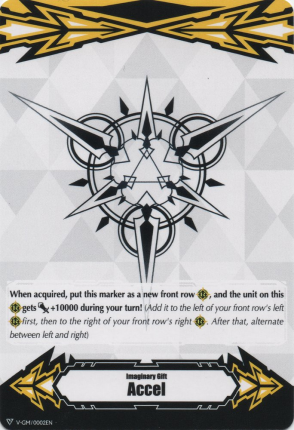 When acquired, put this marker as a new front row , and the unit on this
gets +10000 during your turn! (Add it to the left of your front row's left
first, then to the right of your front row's right . After that, alternate
between left and right)
Imaginary Gift
Accel
V-GM/0002EN